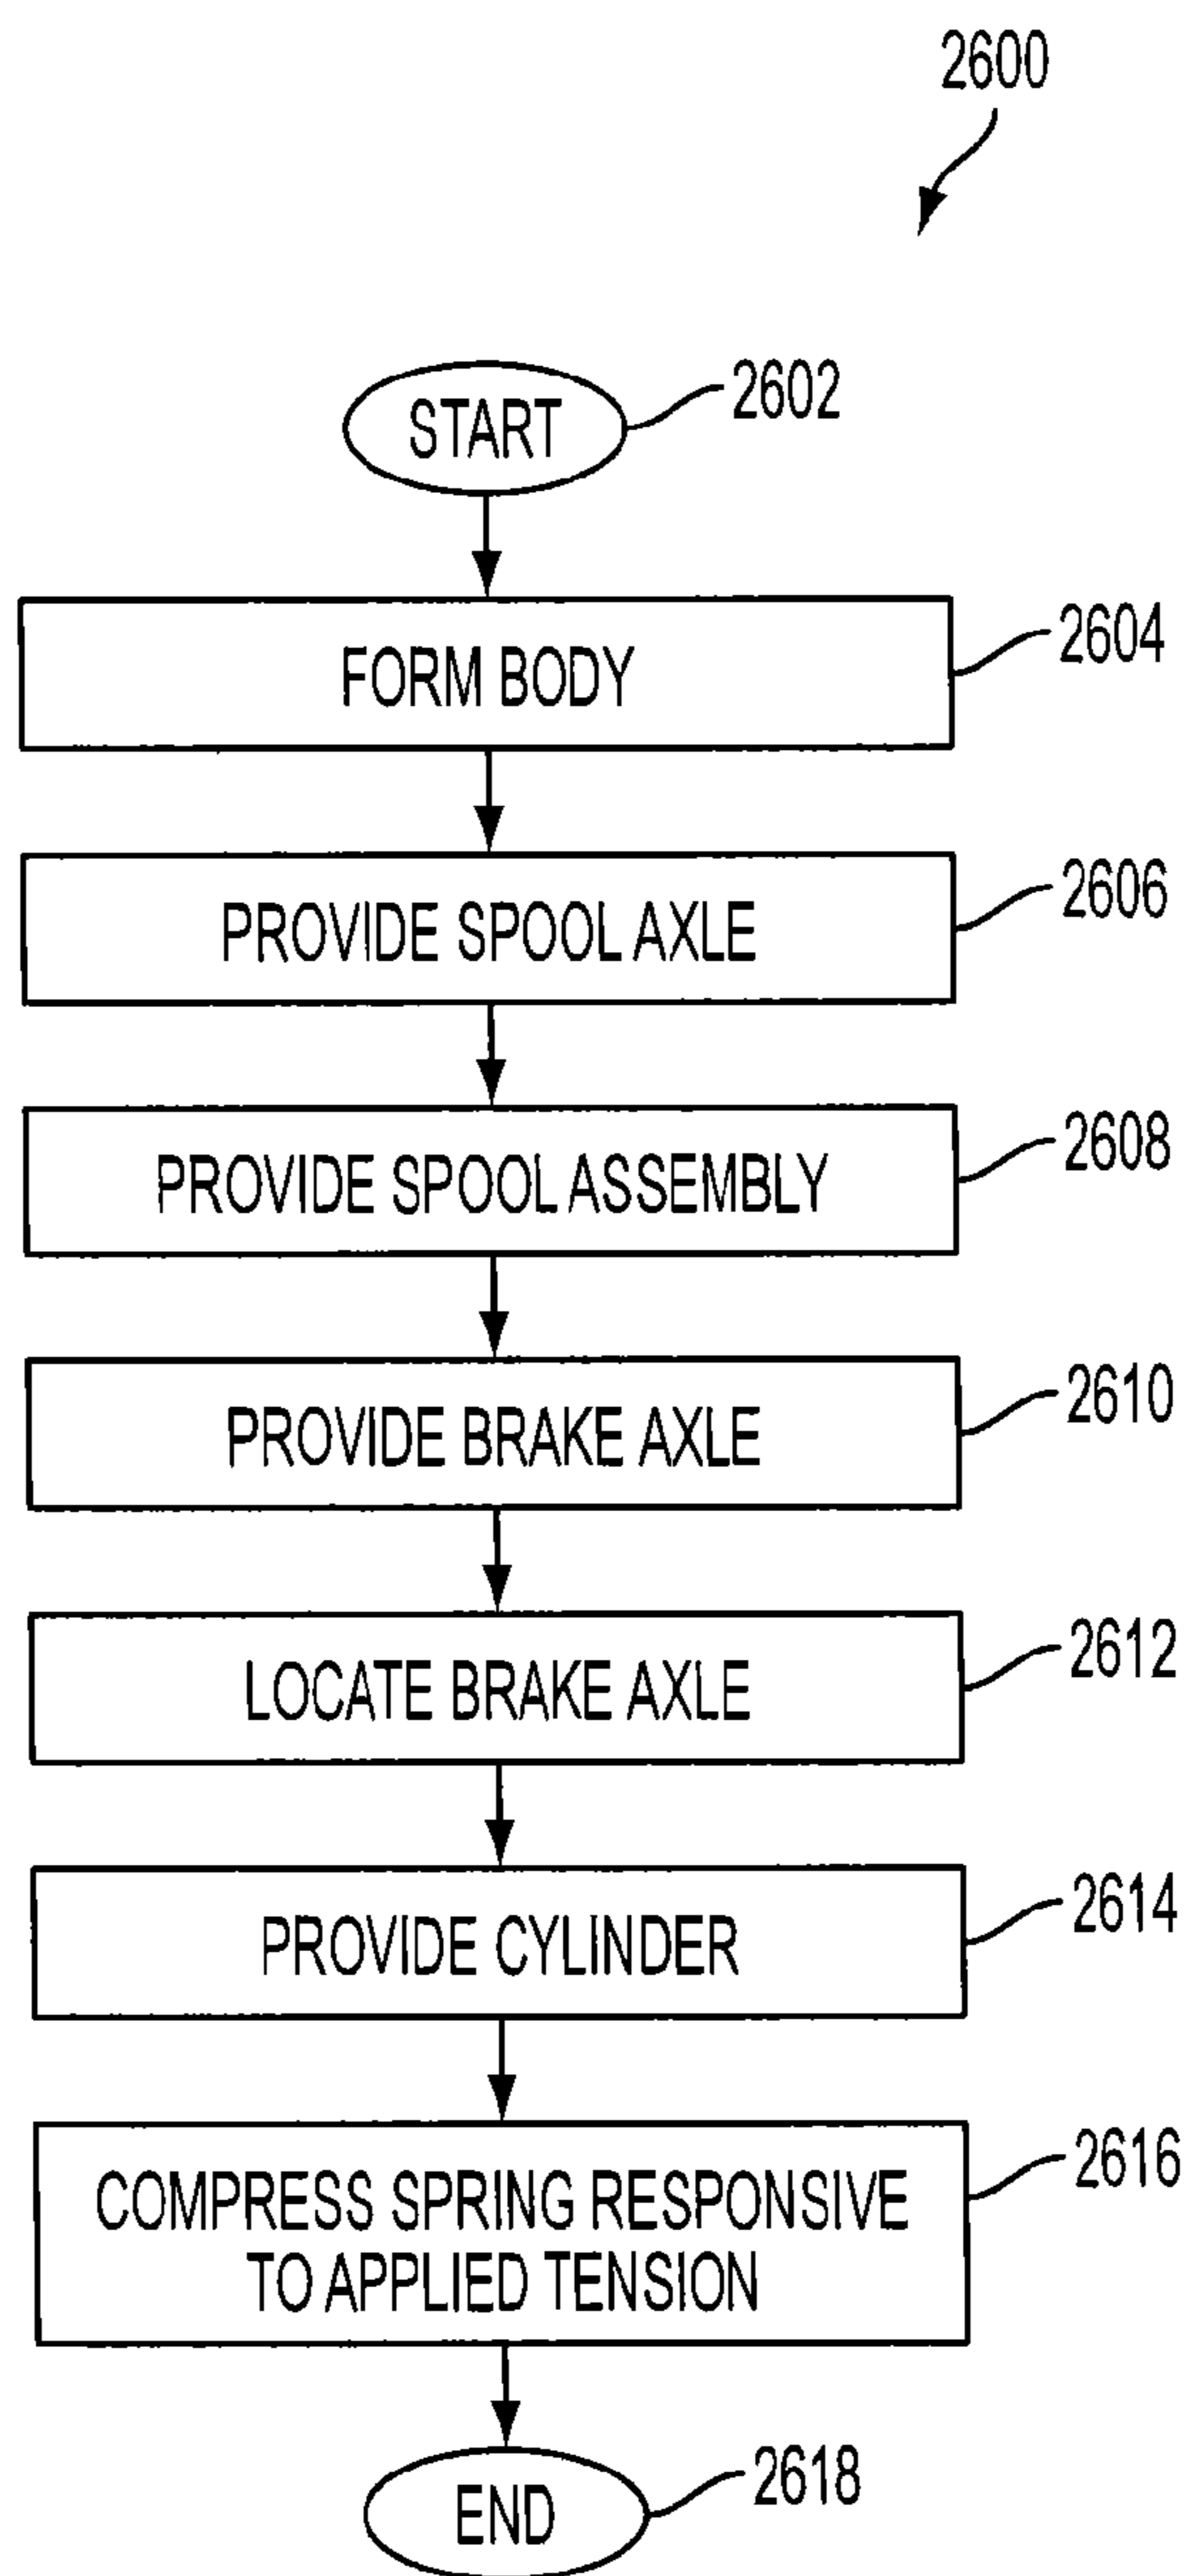 2600
START
2602
FORM BODY
2604
PROVIDE SPOOL AXLE
2606
PROVIDE SPOOL ASSEMBLY
2608
PROVIDE BRAKE AXLE
2610
LOCATE BRAKE AXLE
2612
PROVIDE CYLINDER
2614
COMPRESS SPRING RESPONSIVE
TO APPLIED TENSION
2616
END
2618